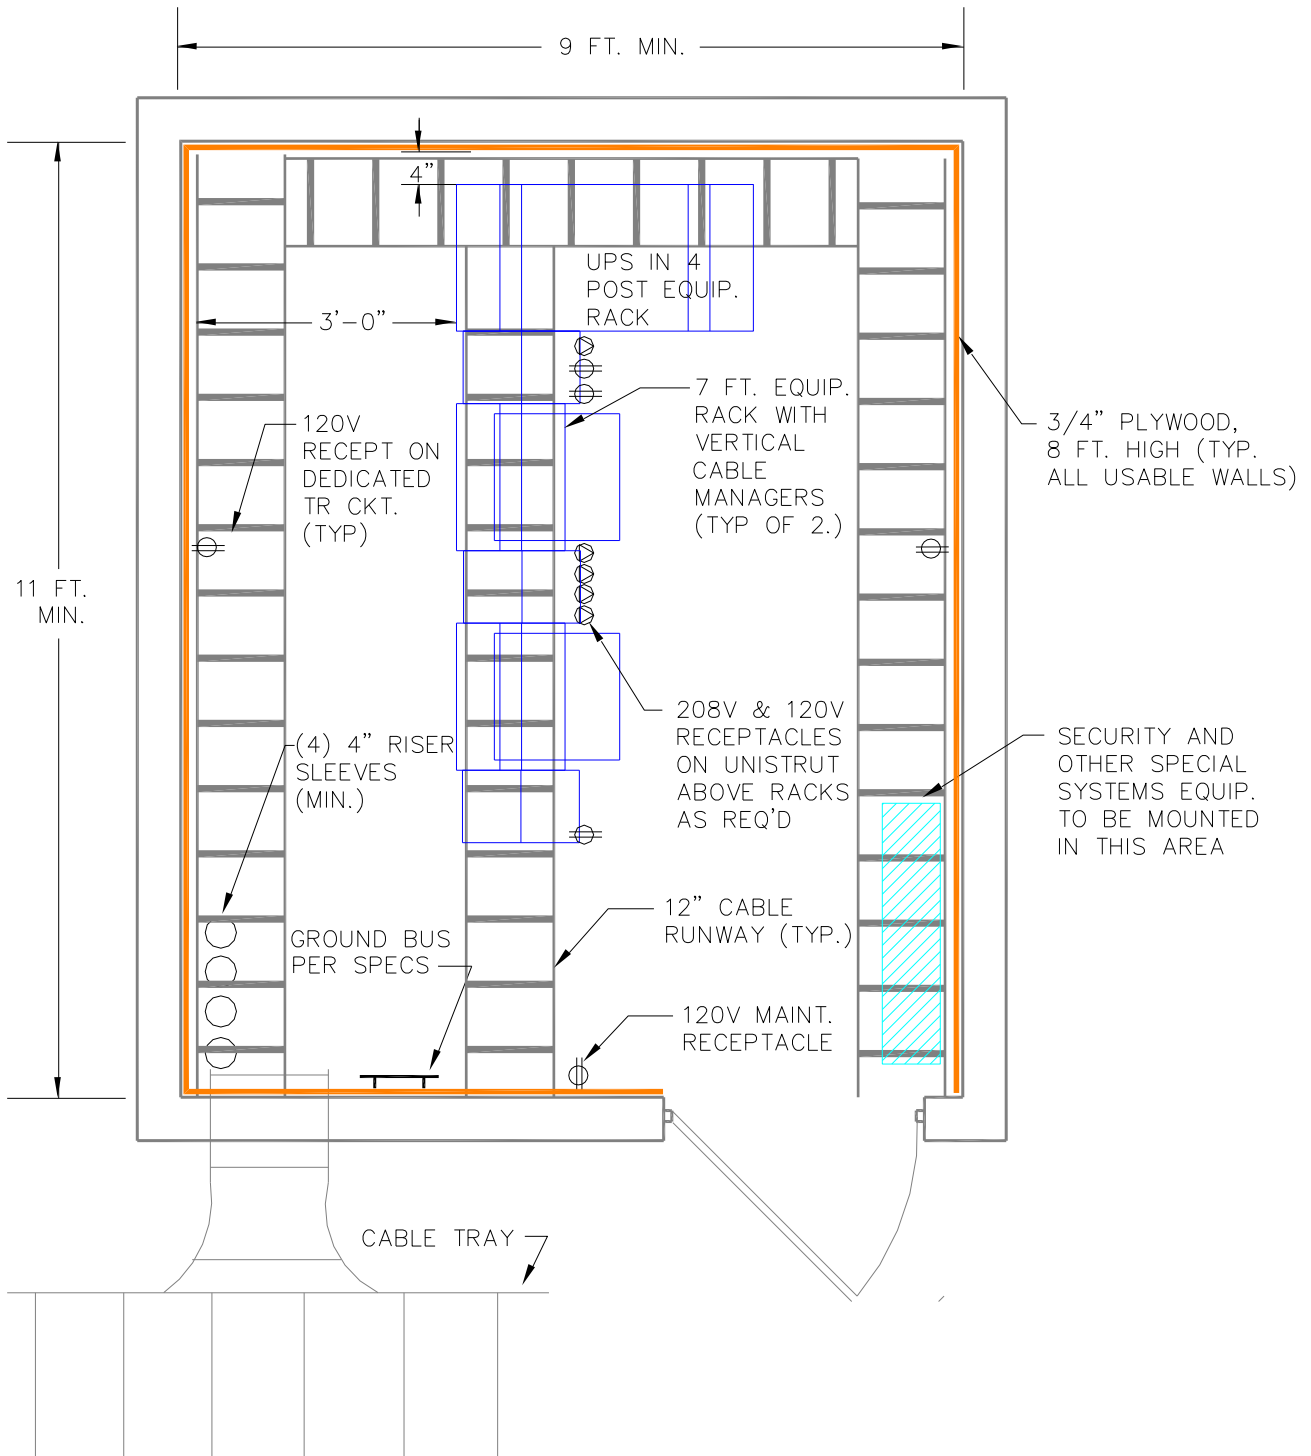 9 FT. MIN.
4"
UPS IN 4
POST EQUIP.
RACK
3'-0"
7 FT. EQUIP.
RACK WITH
VERTICAL
CABLE
MANAGERS
(TYP OF 2.)
120V
RECEPT ON
DEDICATED
TR CKT.
(TYP)
3/4" PLYWOOD,
8 FT. HIGH (TYP.
ALL USABLE WALLS)
11 FT.
MIN.
208V & 120V
RECEPTACLES
ON UNISTRUT
ABOVE RACKS
AS REQ'D
(4) 4" RISER
SLEEVES
(MIN.)
SECURITY AND
OTHER SPECIAL
SYSTEMS EQUIP.
TO BE MOUNTED
IN THIS AREA
12" CABLE
RUNWAY (TYP.)
GROUND BUS
PER SPECS
120V MAINT.
RECEPTACLE
CABLE TRAY